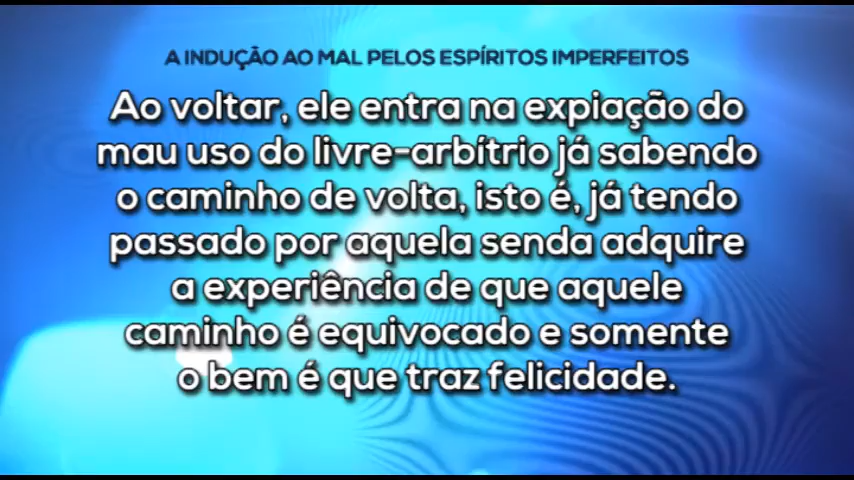 A INDUÇÃO AO MAL PELOS ESPÍRITOS IMPERFEITOS
Ao voltar, ele entra na expiação do
mau uso do livre-arbítrio já sabendo
o caminho de volta, isto é, já tendo
passado por aquela senda adquire
a experiência de que aquele
caminho é equivocado e somente
o bem é que traz felicidade.